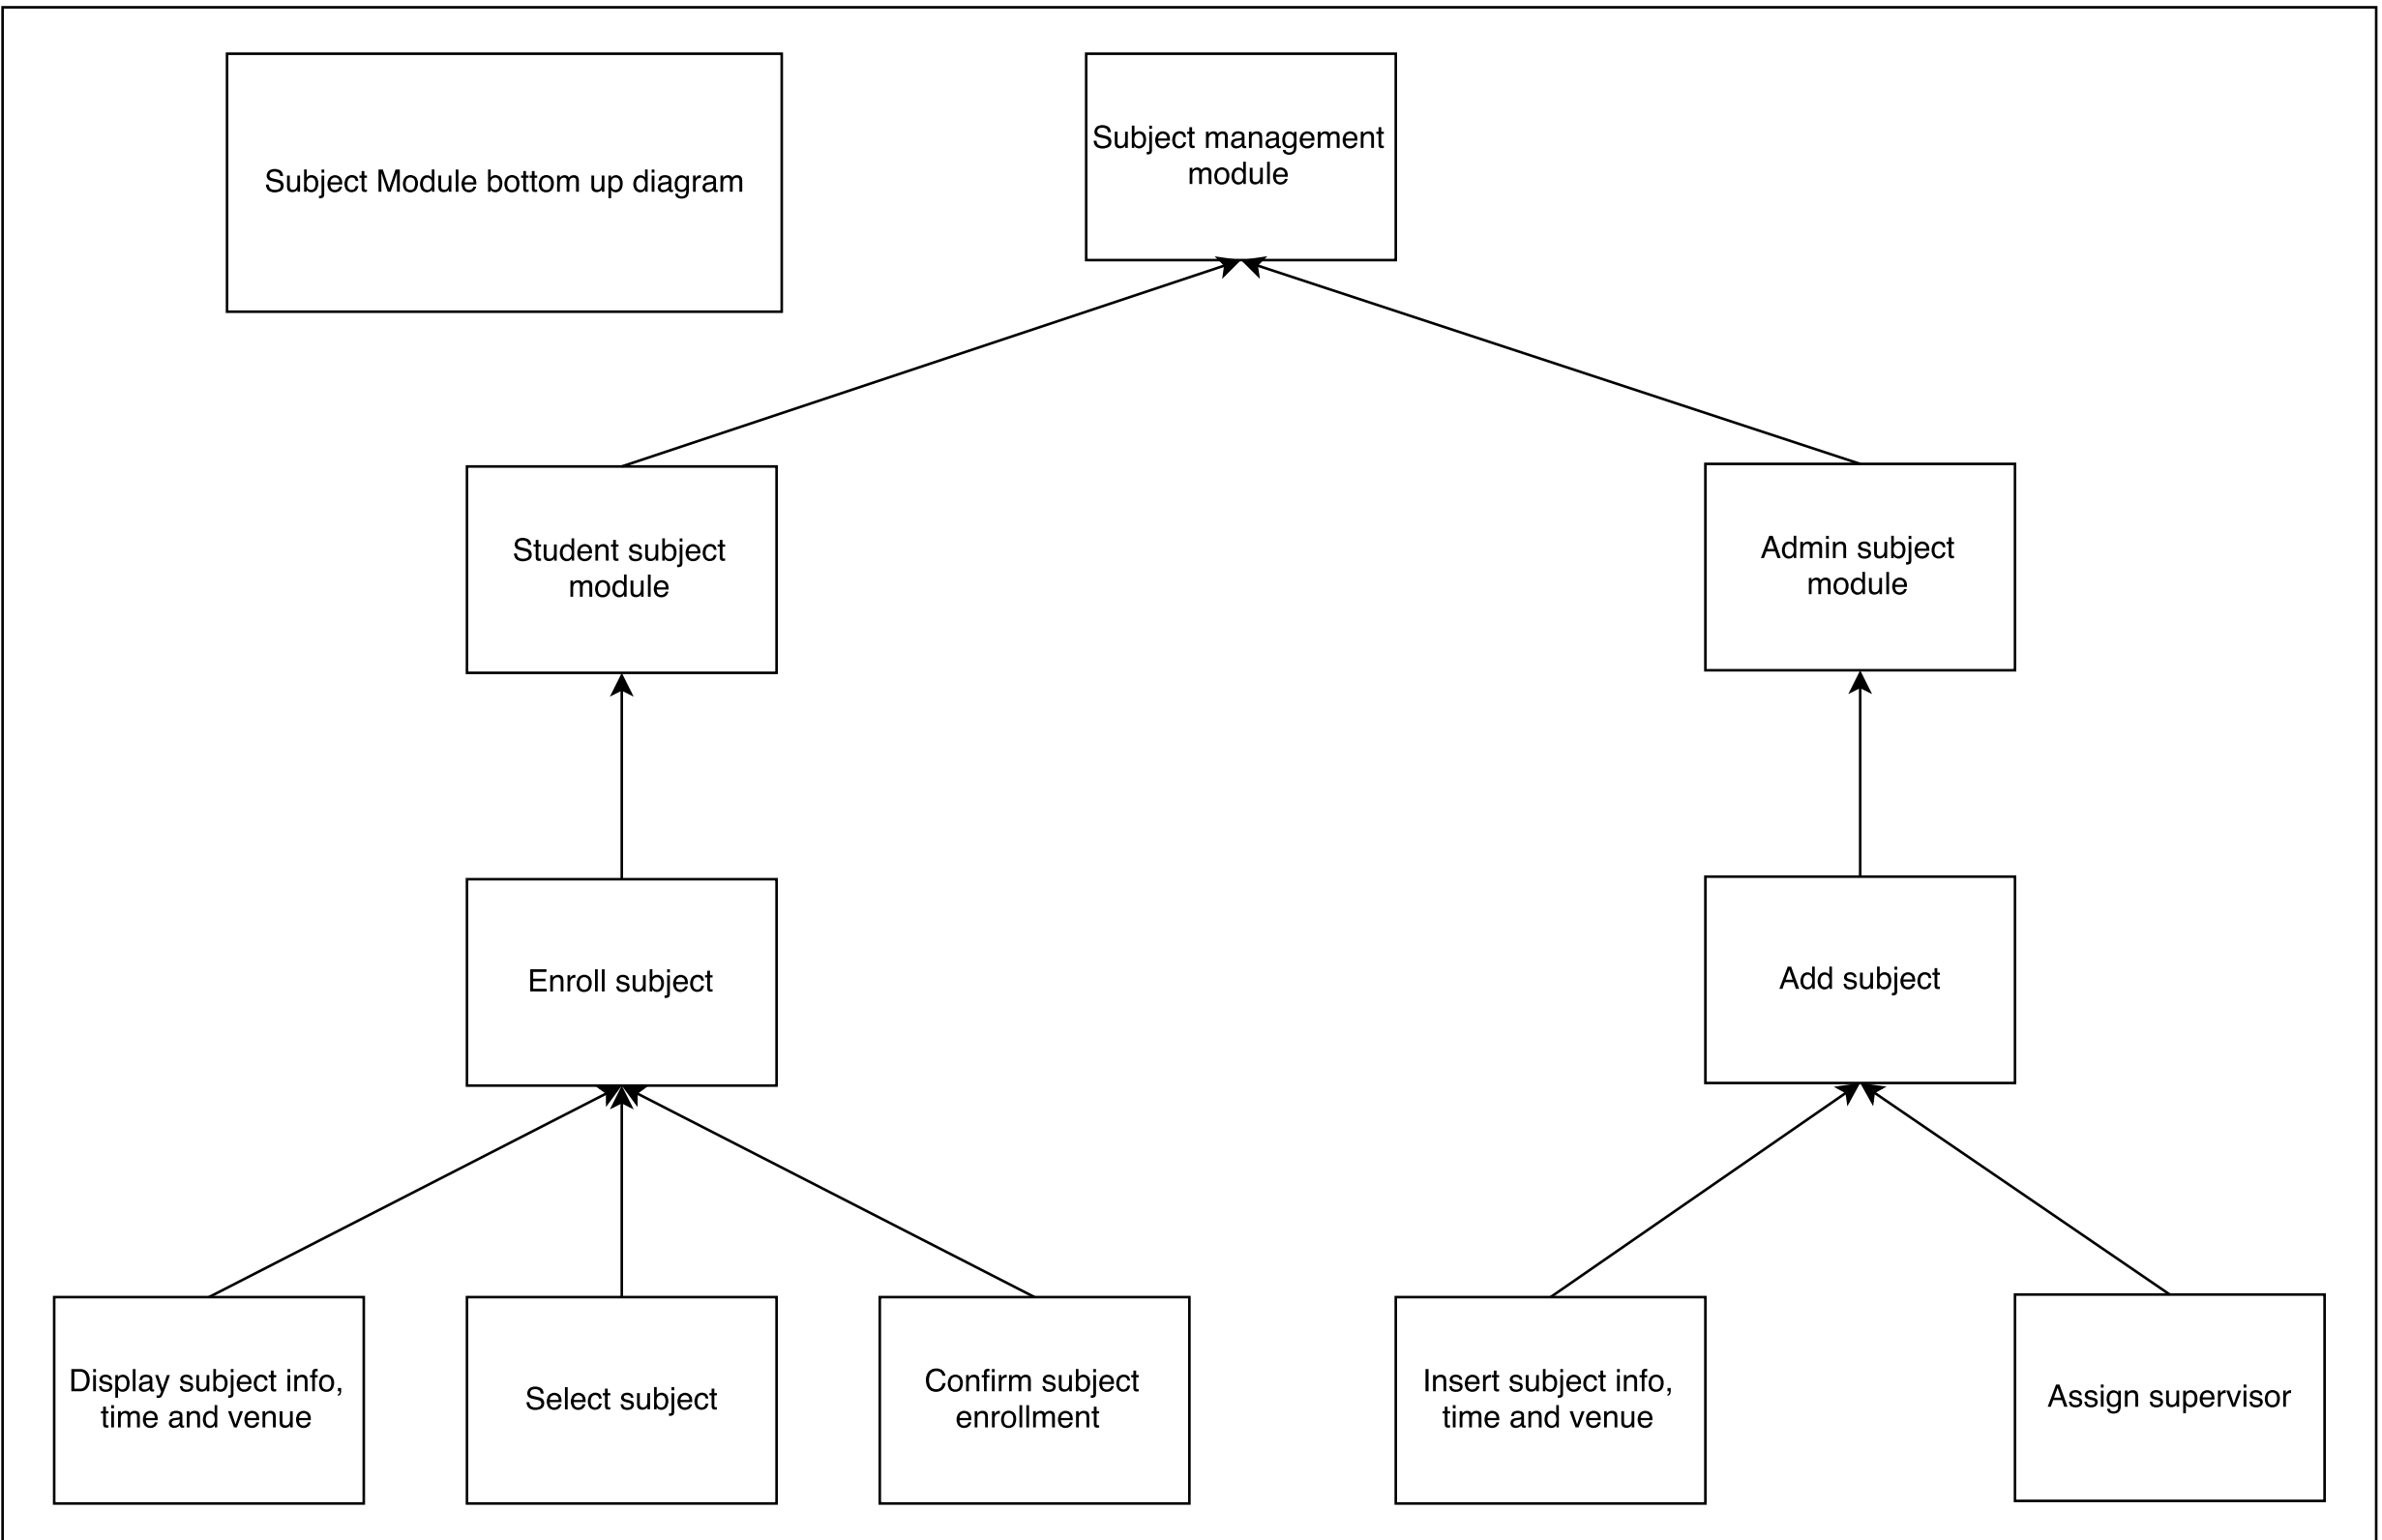 Subject Module bottom up diagram
Subject management
module
Student subject
module
Admin subject
module
Enroll subject
Add subject
Display subject info,
time and venue
Select subject
Confirm subject
enrollment
Insert subject info,
time and venue
Assign supervisor